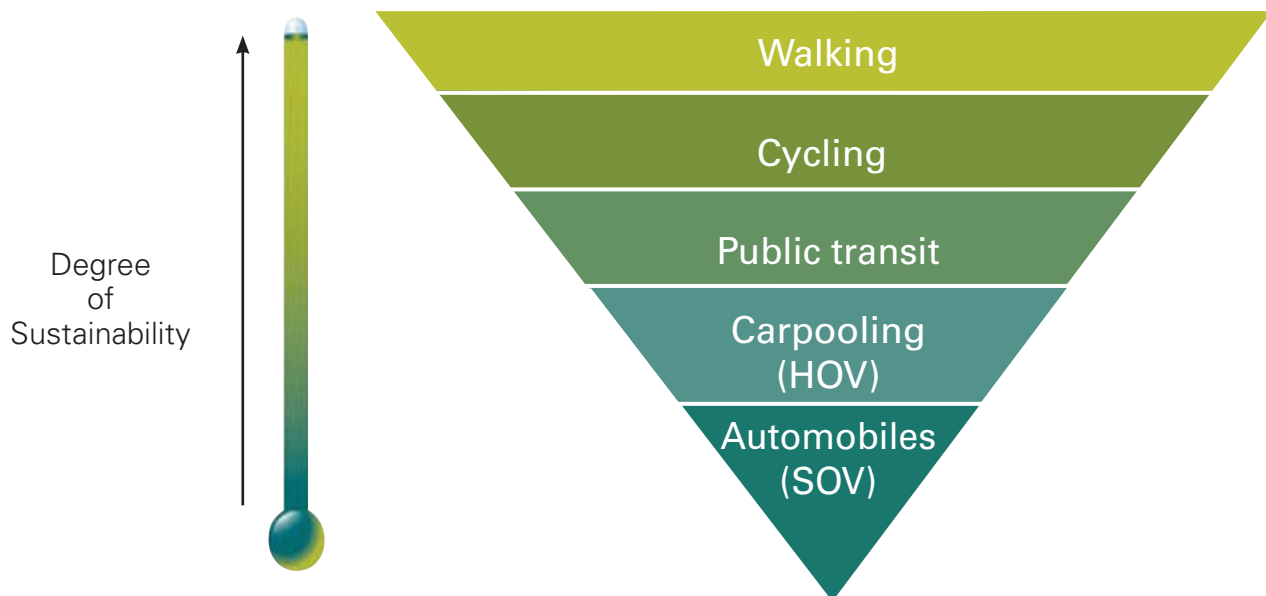 Degree
of
Sustainability
Walking
Cycling
Public transit
Carpooling
(HOV)
Automobiles
(SOV)